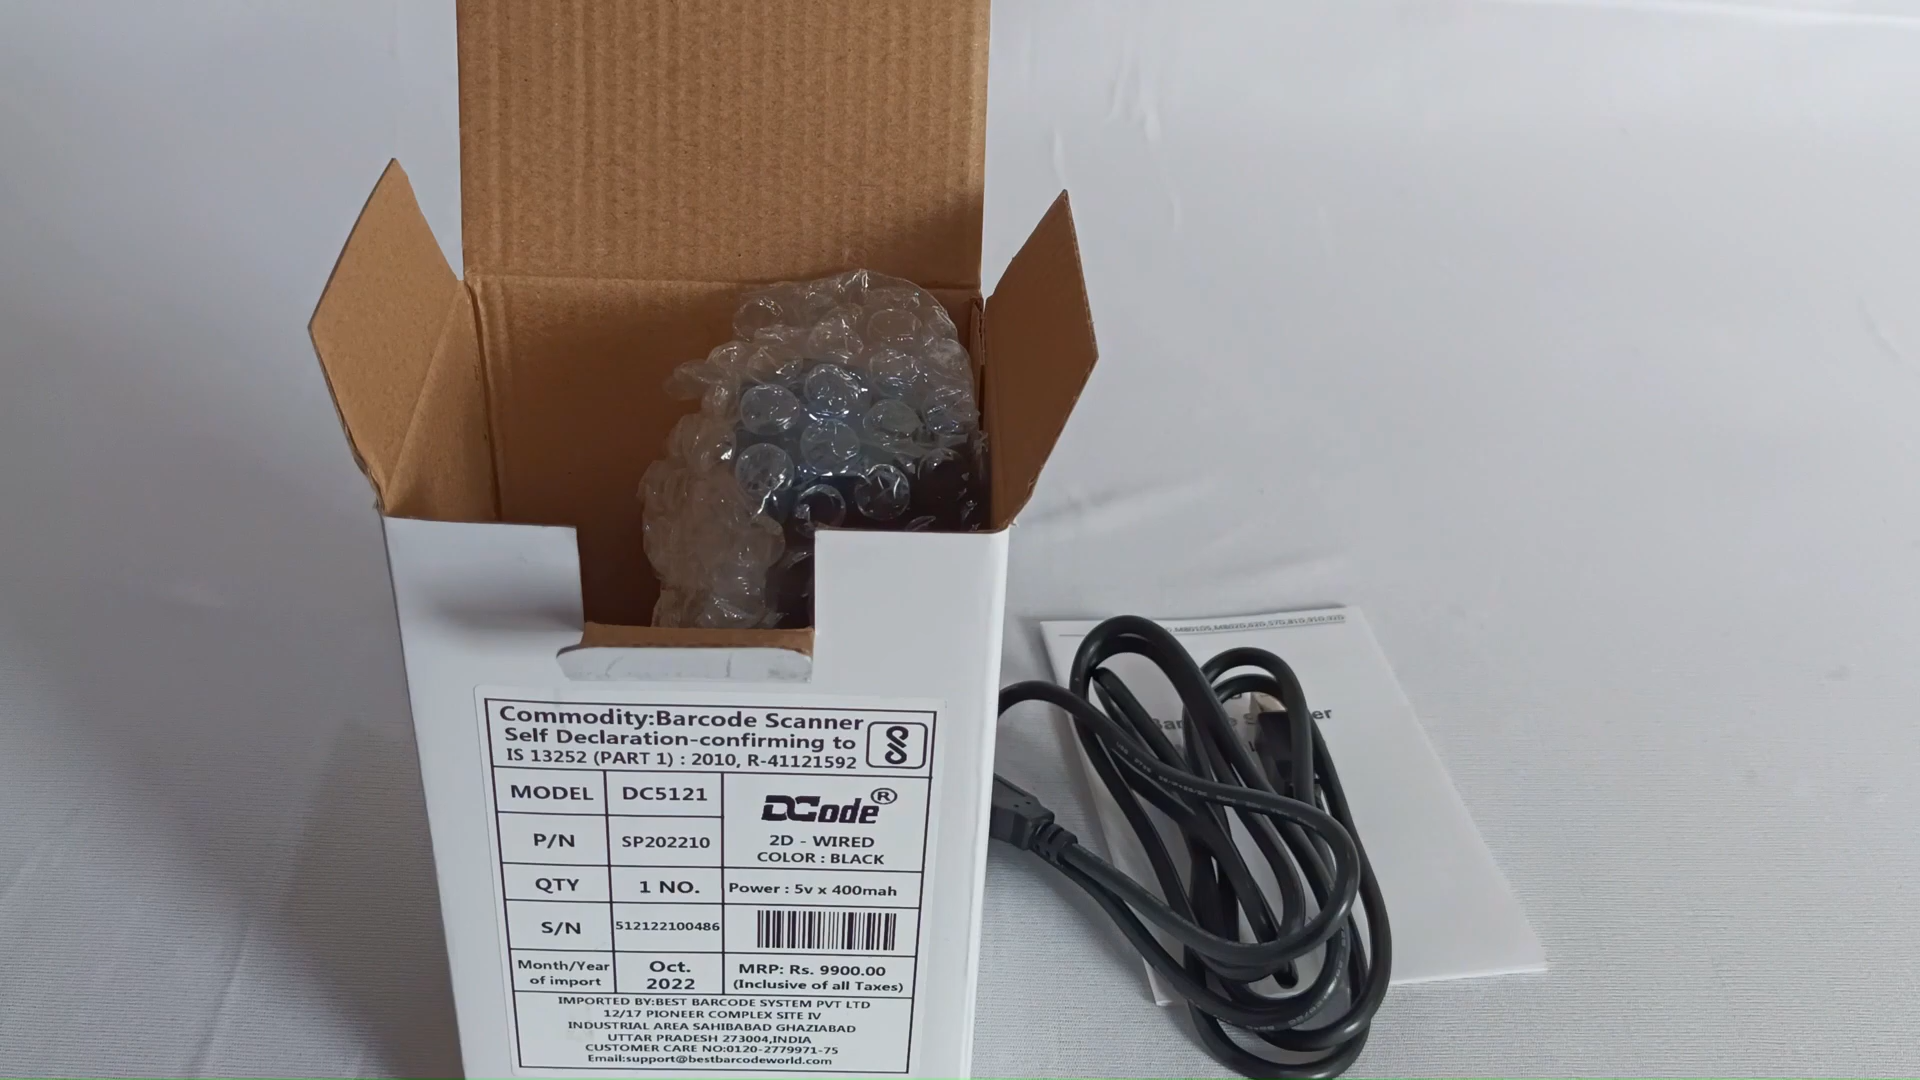 Commodity:Barcode Scanner
Self Declaration-confirming to
IS 13252 (PART 1) : 2010, R-41121592
MODEL DC5121
DCode®
P/N SP202210
2D - WIRED
COLOR : BLACK
QTY 1 NO.
Power : 5v x 400mah
S/N 512122100486
Month/Year
of import
Oct.
2022
MRP: Rs. 9900.00
(Inclusive of all Taxes)
IMPORTED BY:BEST BARCODE SYSTEM PVT LTD
12/17 PIONEER COMPLEX SITE IV
INDUSTRIAL AREA SAHIBABAD GHAZIABAD
UTTAR PRADESH 273004,INDIA
CUSTOMER CARE NO:0120-2779971-75
Email:support@bestbarcodeworld.com